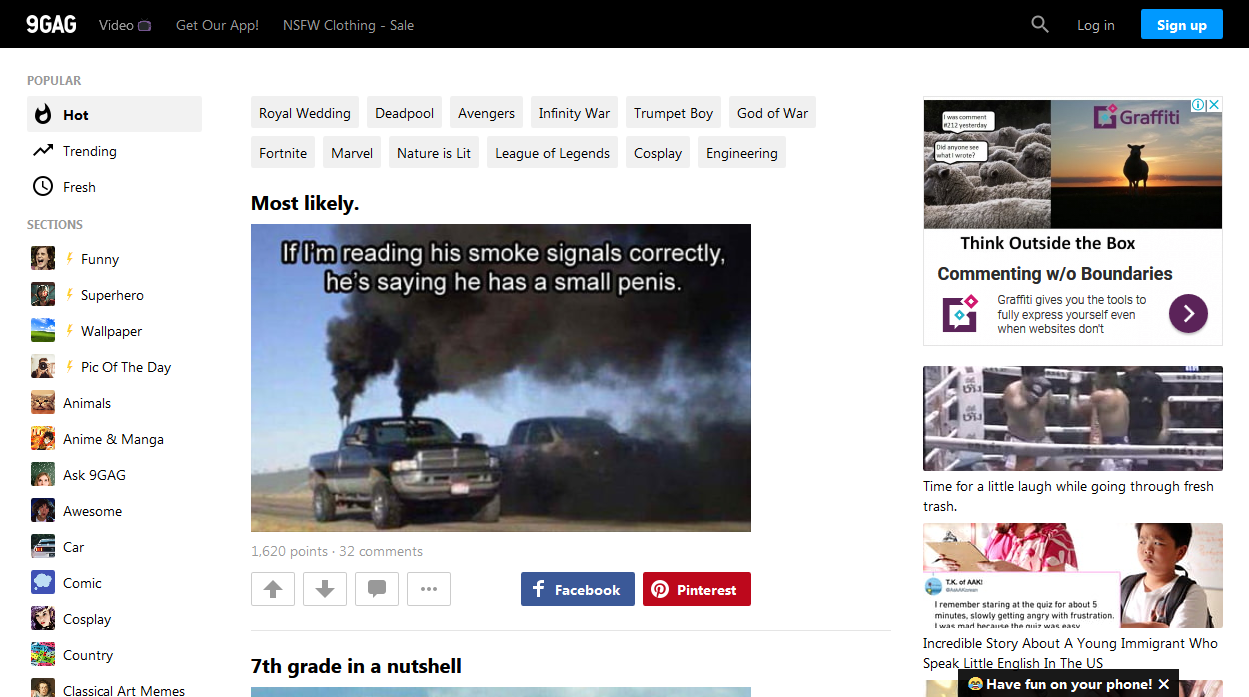 9GAG
Video
Get Our App!
NSFW Clothing - Sale
Log in
Sign up
POPULAR
Hot
Trending
Fresh
SECTIONS
Funny
Superhero
Wallpaper
Pic Of The Day
Animals
Anime & Manga
Ask 9GAG
Awesome
Car
Comic
Cosplay
Country
Classical Art Memes
Royal Wedding
Deadpool
Avengers
Infinity War
Trumpet Boy
God of War
Fortnite
Marvel
Nature is Lit
League of Legends
Cosplay
Engineering
Most likely.
If I'm reading his smoke signals correctly,
he's saying he has a small penis.
1,620 points · 32 comments
Facebook
Pinterest
7th grade in a nutshell
I was comment
#212 yesterday
Did anyone see
what I wrote?
Graffiti
Think Outside the Box
Commenting w/o Boundaries
Graffiti gives you the tools to
fully express yourself even
when websites don't
Time for a little laugh while going through fresh
trash.
T.K. of AAK!
I remember staring at the quiz for about 5
minutes, slowly getting angry with frustration.
I was mad because the quiz was easy
Incredible Story About A Young Immigrant Who
Speak Little English In The US
Have fun on your phone!